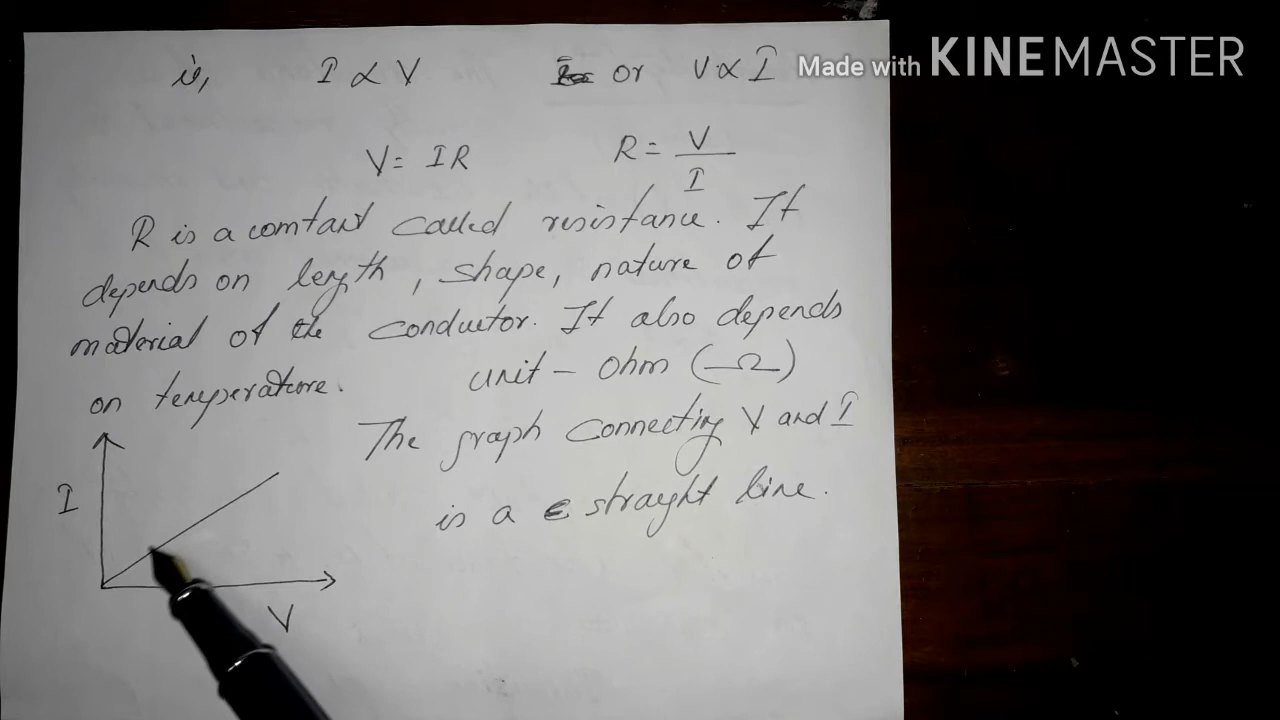 is, I ∝ V or V ∝ I
Made with KINEMASTER
V = IR R = V/I
R is a constant called resistance. It
depends on length, shape, nature of
material of the conductor. It also depends
on temperature. unit - ohm (Ω)
The graph connecting V and I
is a straight line.
I
V